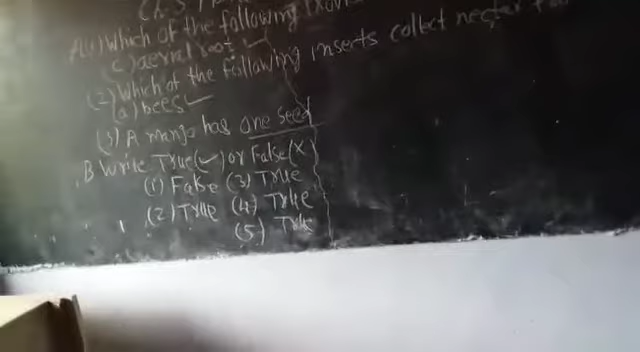 A(1) Which of the following
(c) aerial root ✓
(2) Which of the following insects collect nectar
(a) bees ✓
(3) A mango has one seed
B Write True(✓) or False(×)
(1) False (3) True
(2) True (4) True
(5) True